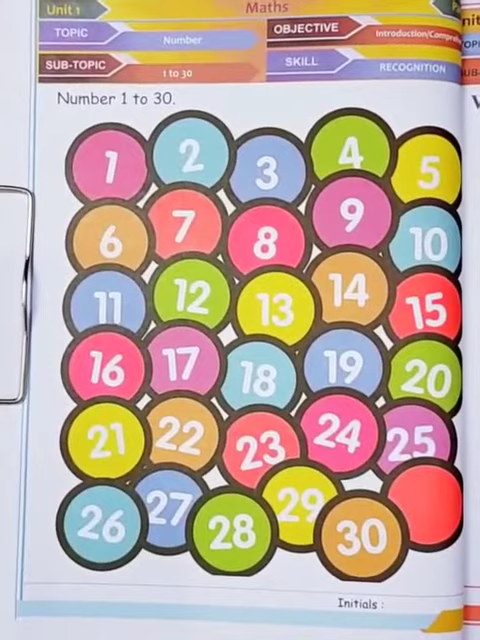 Unit 1
Maths
TOPIC
Number
OBJECTIVE
SUB-TOPIC
1 to 30
SKILL
RECOGNITION
Number 1 to 30.
1 2 3 4 5
6 7 8 9 10
11 12 13 14 15
16 17 18 19 20
21 22 23 24 25
26 27 28 29 30
Initials :